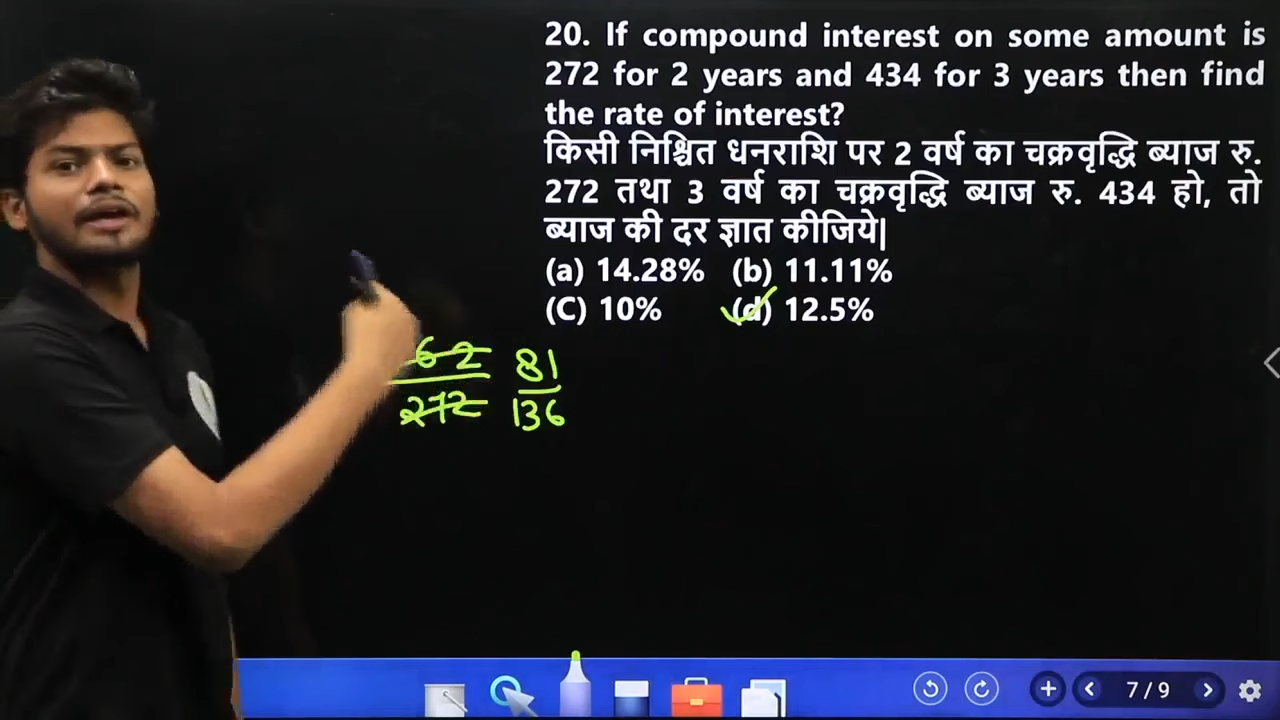 20. If compound interest on some amount is
272 for 2 years and 434 for 3 years then find
the rate of interest?
किसी निश्चित धनराशि पर 2 वर्ष का चक्रवृद्धि ब्याज रु.
272 तथा 3 वर्ष का चक्रवृद्धि ब्याज रु. 434 हो, तो
ब्याज की दर ज्ञात कीजिये|
(a) 14.28% (b) 11.11%
(C) 10% (d) 12.5%
62 81
272 136
7 / 9